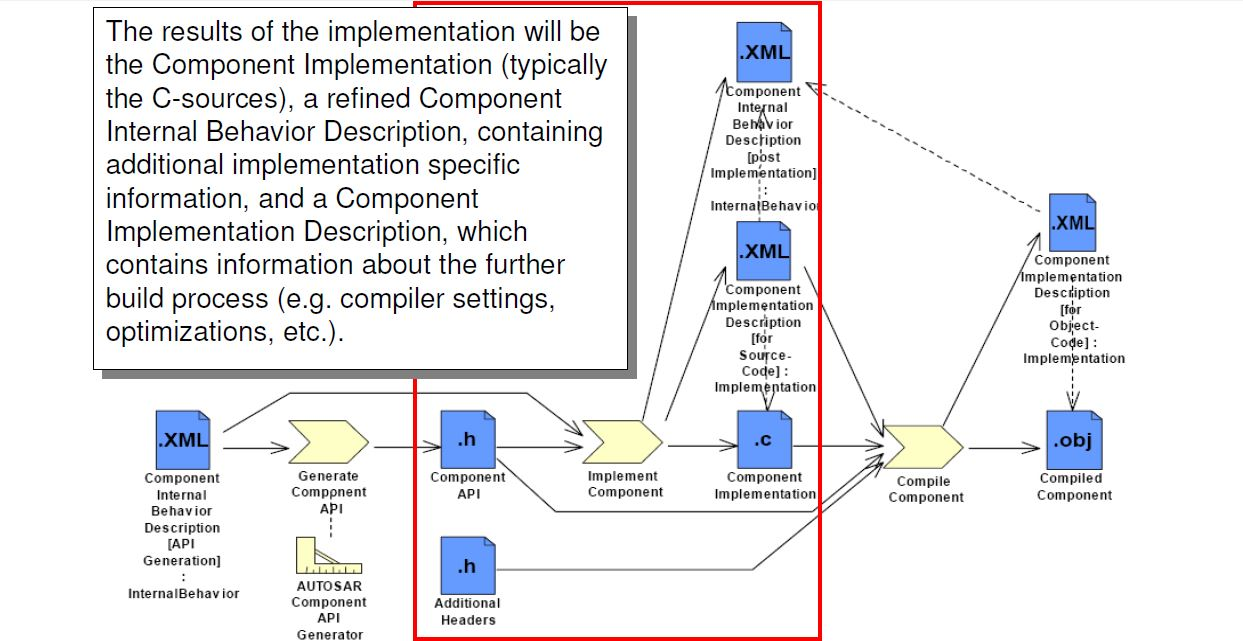 The results of the implementation will be
the Component Implementation (typically
the C-sources), a refined Component
Internal Behavior Description, containing
additional implementation specific
information, and a Component
Implementation Description, which
contains information about the further
build process (e.g. compiler settings,
optimizations, etc.).
.XML
Component
Internal
Behavior
Description
[post
Implementation]
:
InternalBehavior
.XML
Component
Implementation
Description
[for
Source-
Code] :
Implementation
.XML
Component
Implementation
Description
[for
Object-
Code] :
Implementation
.XML
Component
Internal
Behavior
Description
[API
Generation]
:
InternalBehavior
Generate
Component
API
AUTOSAR
Component
API
Generator
.h
Component
API
.h
Additional
Headers
Implement
Component
.c
Component
Implementation
Compile
Component
.obj
Compiled
Component